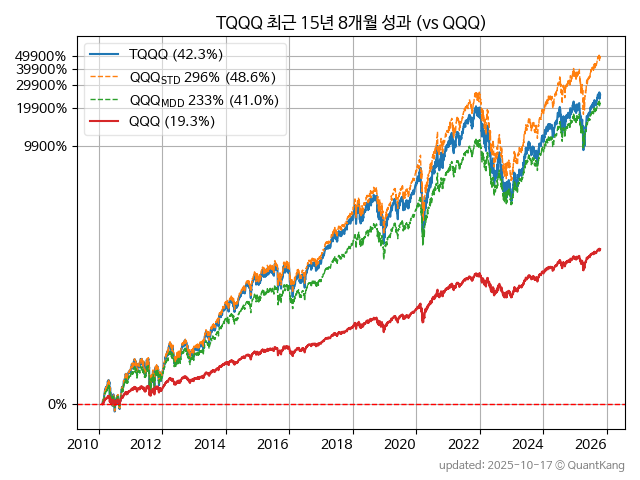 TQQQ 최근 15년 8개월 성과 (vs QQQ)
TQQQ (42.3%)
QQQSTD 296% (48.6%)
QQQMDD 233% (41.0%)
QQQ (19.3%)
49900%
39900%
29900%
19900%
9900%
0%
2010 2012 2014 2016 2018 2020 2022 2024 2026
updated: 2025-10-17 © QuantKang